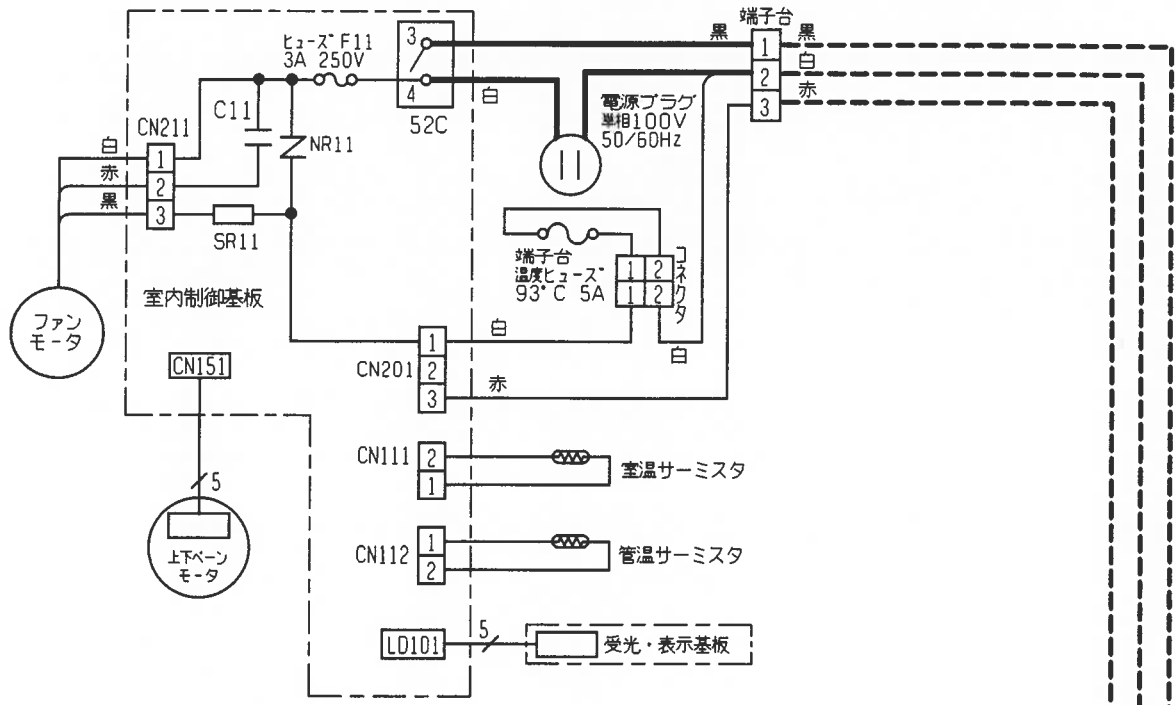 端子台
黒
1
黒
2
白
3
赤
ヒューズ F11
3A 250V
3
4
52C
白
電源プラグ
単相100V
50/60Hz
C11
NR11
CN211
白
1
赤
2
黒
3
SR11
端子台
温度ヒューズ
93°C 5A
1 2
1 2
コネクタ
室内制御基板
ファン
モータ
白
白
1
CN201 2
3
赤
CN151
5
上下ベーン
モータ
CN111 2
1
室温サーミスタ
CN112 1
2
管温サーミスタ
LD101
5
受光・表示基板